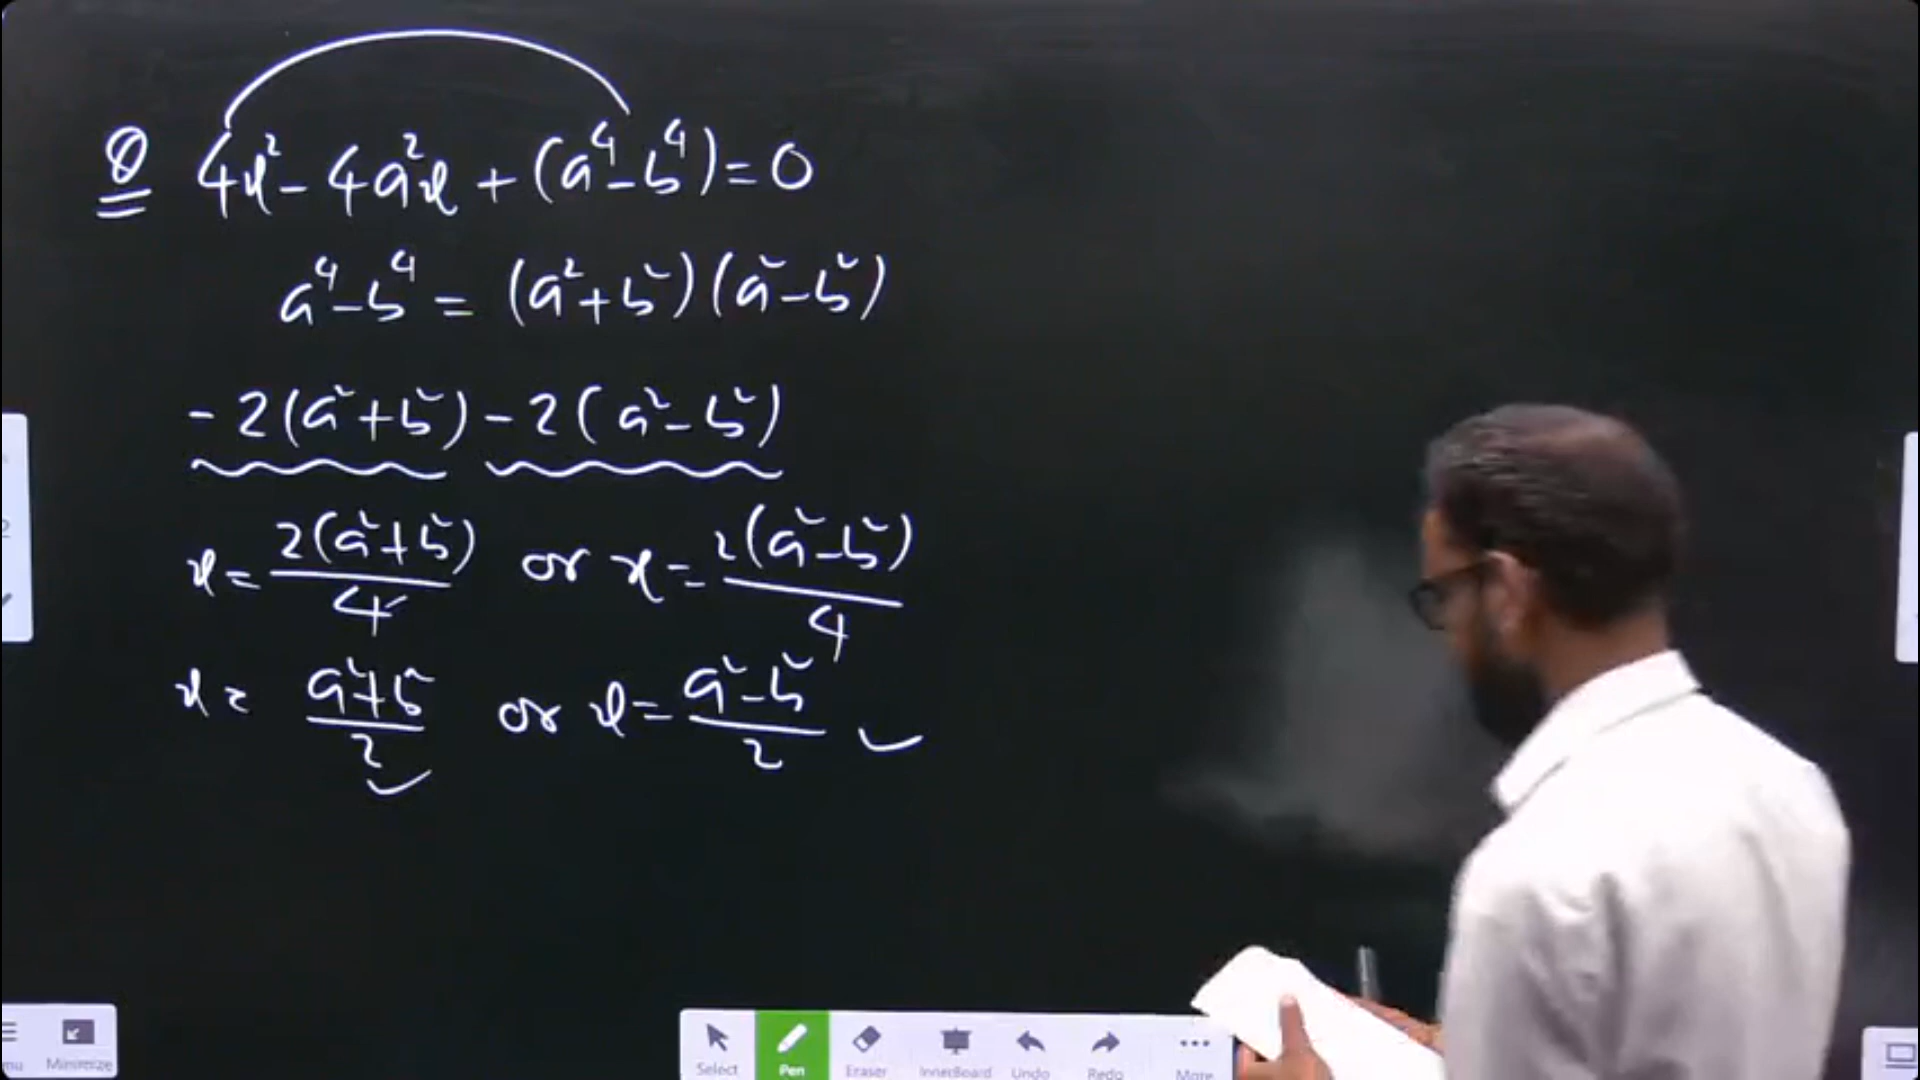 Q 4x² - 4a²x + (a⁴ - b⁴) = 0
a⁴ - b⁴ = (a² + b²) (a² - b²)
- 2 (a² + b²) - 2 (a² - b²)
x = 2(a² + b²)/4 or x = 2(a² - b²)/4
x = a² + b²/2 or x = a² - b²/2
Minimize
Select Pen Eraser InnerBoard Undo Redo More